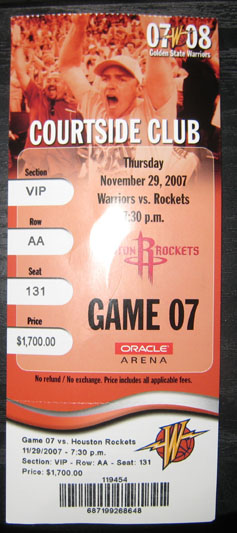 07 W 08
Golden State Warriors
COURTSIDE CLUB
Section
VIP
Row
AA
Seat
131
Price
$1,700.00
Thursday
November 29, 2007
Warriors vs. Rockets
7:30 p.m.
R
ROCKETS
GAME 07
ORACLE
ARENA
No refund / No exchange. Price includes all applicable fees.
Game 07 vs. Houston Rockets
11/29/2007 - 7:30 p.m.
Section: VIP - Row: AA - Seat: 131
Price: $1,700.00
W
119454
687199268648